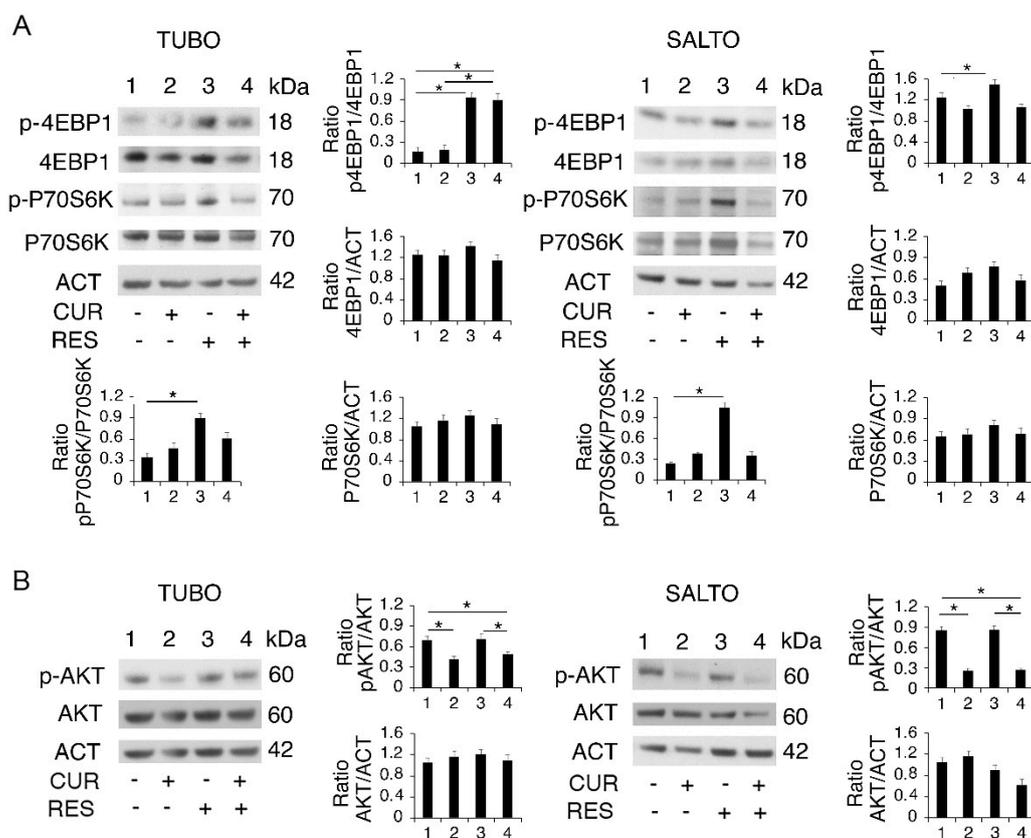 A
TUBO
1 2 3 4 kDa
p-4EBP1 18
4EBP1 18
p-P70S6K 70
P70S6K 70
ACT 42
CUR - + - +
RES - - + +
Ratio
p4EBP1/4EBP1
1.2
0.9
0.6
0.3
0
* * *
1 2 3 4
Ratio
4EBP1/ACT
1.6
1.2
0.8
0.4
0
1 2 3 4
Ratio
pP70S6K/P70S6K
1.2
0.9
0.6
0.3
0
*
1 2 3 4
Ratio
P70S6K/ACT
1.6
1.2
0.8
0.4
0
1 2 3 4
SALTO
1 2 3 4 kDa
p-4EBP1 18
4EBP1 18
p-P70S6K 70
P70S6K 70
ACT 42
CUR - + - +
RES - - + +
Ratio
p4EBP1/4EBP1
1.6
1.2
0.8
0.4
0
*
1 2 3 4
Ratio
4EBP1/ACT
1.2
0.9
0.6
0.3
0
1 2 3 4
Ratio
pP70S6K/P70S6K
1.2
0.9
0.6
0.3
0
*
1 2 3 4
Ratio
P70S6K/ACT
1.2
0.9
0.6
0.3
0
1 2 3 4
B
TUBO
1 2 3 4 kDa
p-AKT 60
AKT 60
ACT 42
CUR - + - +
RES - - + +
Ratio
pAKT/AKT
1.2
0.9
0.6
0.3
0
* * *
1 2 3 4
Ratio
AKT/ACT
1.6
1.2
0.8
0.4
0
1 2 3 4
SALTO
1 2 3 4
p-AKT 60
AKT 60
ACT 42
CUR - + - +
RES - - + +
Ratio
pAKT/AKT
1.2
0.9
0.6
0.3
0
* * *
1 2 3 4
Ratio
AKT/ACT
1.6
1.2
0.8
0.4
0
1 2 3 4